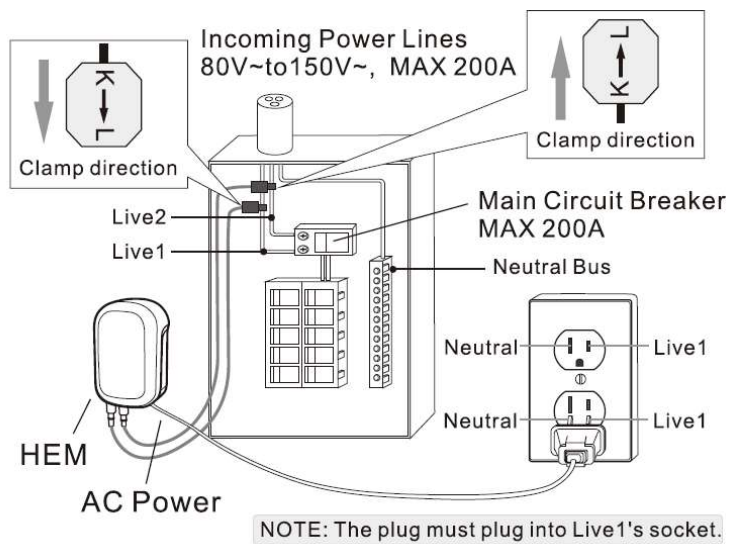 Incoming Power Lines
80V~to150V~, MAX 200A
K→L
Clamp direction
K→L
Clamp direction
Live2
Live1
Main Circuit Breaker
MAX 200A
Neutral Bus
Neutral
Live1
Neutral
Live1
HEM
AC Power
NOTE: The plug must plug into Live1's socket.